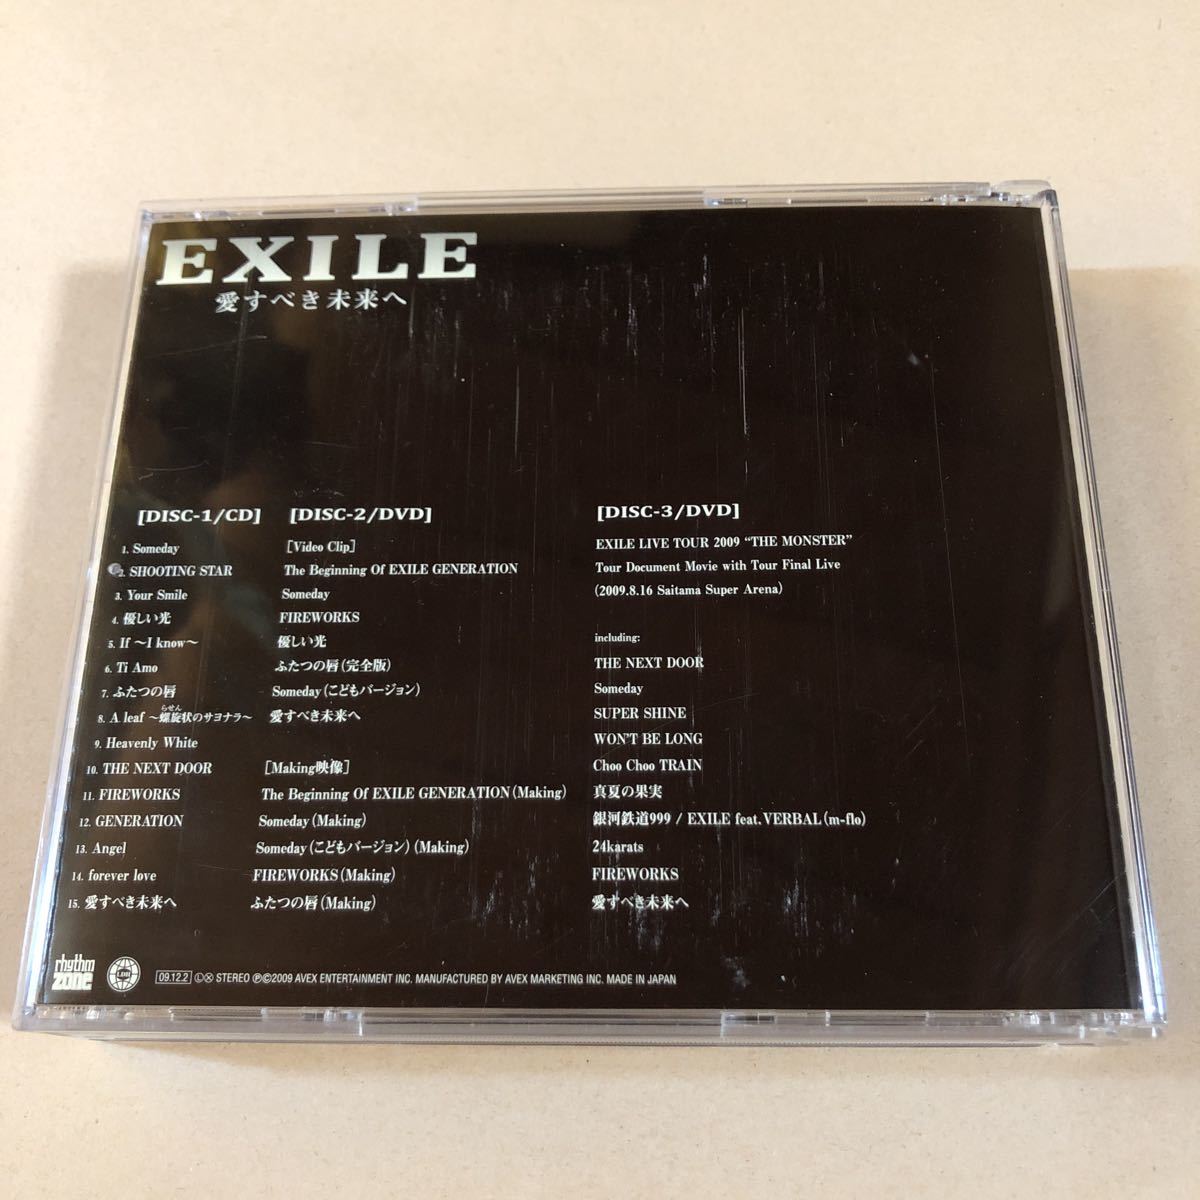 EXILE
愛すべき未来へ
[DISC-1/CD]
1. Someday
2. SHOOTING STAR
3. Your Smile
4. 優しい光
5. If ～I know～
6. Ti Amo
7. ふたつの唇
らせん
8. A leaf ～螺旋状のサヨナラ～
9. Heavenly White
10. THE NEXT DOOR
11. FIREWORKS
12. GENERATION
13. Angel
14. forever love
15. 愛すべき未来へ
[DISC-2/DVD]
[Video Clip]
The Beginning Of EXILE GENERATION
Someday
FIREWORKS
優しい光
ふたつの唇(完全版)
Someday(こどもバージョン)
愛すべき未来へ
[Making映像]
The Beginning Of EXILE GENERATION(Making)
Someday(Making)
Someday(こどもバージョン)(Making)
FIREWORKS(Making)
ふたつの唇(Making)
[DISC-3/DVD]
EXILE LIVE TOUR 2009 “THE MONSTER”
Tour Document Movie with Tour Final Live
(2009.8.16 Saitama Super Arena)
including:
THE NEXT DOOR
Someday
SUPER SHINE
WON'T BE LONG
Choo Choo TRAIN
真夏の果実
銀河鉄道999 / EXILE feat.VERBAL(m-flo)
24karats
FIREWORKS
愛すべき未来へ
rhythm
zone
LDH
09.12.2 ⓁⓍ STEREO ℗©2009 AVEX ENTERTAINMENT INC. MANUFACTURED BY AVEX MARKETING INC. MADE IN JAPAN